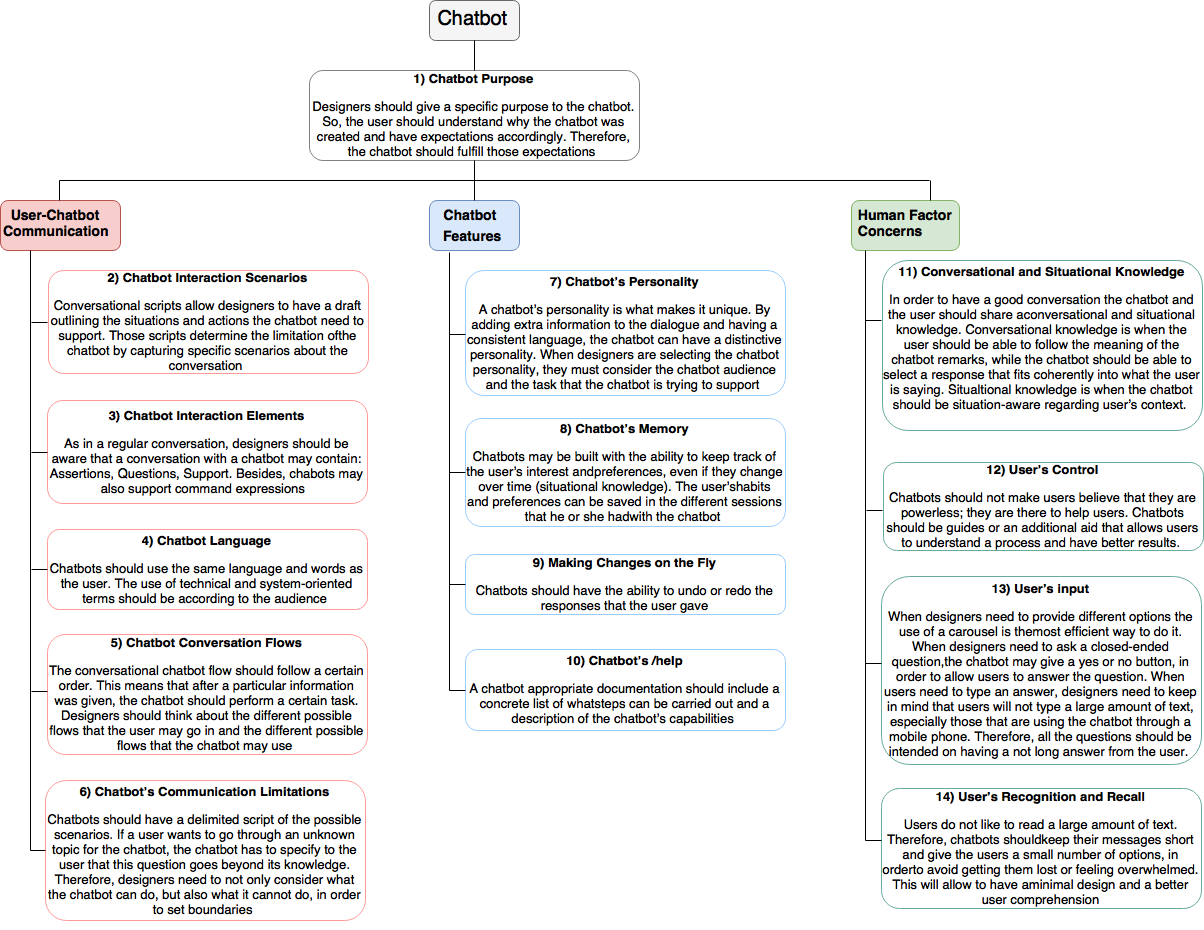 Chatbot
1) Chatbot Purpose
Designers should give a specific purpose to the chatbot.
So, the user should understand why the chatbot was
created and have expectations accordingly. Therefore,
the chatbot should fulfill those expectations
User-Chatbot
Communication
2) Chatbot Interaction Scenarios
Conversational scripts allow designers to have a draft
outlining the situations and actions the chatbot need to
support. Those scripts determine the limitation ofthe
chatbot by capturing specific scenarios about the
conversation
3) Chatbot Interaction Elements
As in a regular conversation, designers should be
aware that a conversation with a chatbot may contain:
Assertions, Questions, Support. Besides, chabots may
also support command expressions
4) Chatbot Language
Chatbots should use the same language and words as
the user. The use of technical and system-oriented
terms should be according to the audience
5) Chatbot Conversation Flows
The conversational chatbot flow should follow a certain
order. This means that after a particular information
was given, the chatbot should perform a certain task.
Designers should think about the different possible
flows that the user may go in and the different possible
flows that the chatbot may use
6) Chatbot's Communication Limitations
Chatbots should have a delimited script of the possible
scenarios. If a user wants to go through an unknown
topic for the chatbot, the chatbot has to specify to the
user that this question goes beyond its knowledge.
Therefore, designers need to not only consider what
the chatbot can do, but also what it cannot do, in order
to set boundaries
Chatbot
Features
7) Chatbot's Personality
A chatbot's personality is what makes it unique. By
adding extra information to the dialogue and having a
consistent language, the chatbot can have a distinctive
personality. When designers are selecting the chatbot
personality, they must consider the chatbot audience
and the task that the chatbot is trying to support
8) Chatbot's Memory
Chatbots may be built with the ability to keep track of
the user's interest andpreferences, even if they change
over time (situational knowledge). The user'shabits
and preferences can be saved in the different sessions
that he or she hadwith the chatbot
9) Making Changes on the Fly
Chatbots should have the ability to undo or redo the
responses that the user gave
10) Chatbot's /help
A chatbot appropriate documentation should include a
concrete list of whatsteps can be carried out and a
description of the chatbot's capabilities
Human Factor
Concerns
11) Conversational and Situational Knowledge
In order to have a good conversation the chatbot and
the user should share aconversational and situational
knowledge. Conversational knowledge is when the
user should be able to follow the meaning of the
chatbot remarks, while the chatbot should be able to
select a response that fits coherently into what the user
is saying. Situaltional knowledge is when the chatbot
should be situation-aware regarding user's context.
12) User's Control
Chatbots should not make users believe that they are
powerless; they are there to help users. Chatbots
should be guides or an additional aid that allows users
to understand a process and have better results.
13) User's input
When designers need to provide different options the
use of a carousel is themost efficient way to do it.
When designers need to ask a closed-ended
question,the chatbot may give a yes or no button, in
order to allow users to answer the question. When
users need to type an answer, designers need to keep
in mind that users will not type a large amount of text,
especially those that are using the chatbot through a
mobile phone. Therefore, all the questions should be
intended on having a not long answer from the user.
14) User's Recognition and Recall
Users do not like to read a large amount of text.
Therefore, chatbots shouldkeep their messages short
and give the users a small number of options, in
orderto avoid getting them lost or feeling overwhelmed.
This will allow to have aminimal design and a better
user comprehension